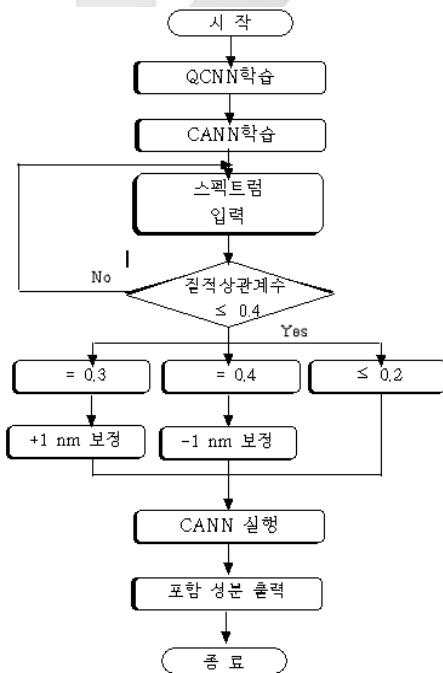 시 작
QCNN학습
CANN학습
스펙트럼
입력
No
질적상관계수
≤ 0.4
Yes
= 0.3
= 0.4
≤ 0.2
+1 nm 보정
-1 nm 보정
CANN 실행
포함 성분 출력
종 료